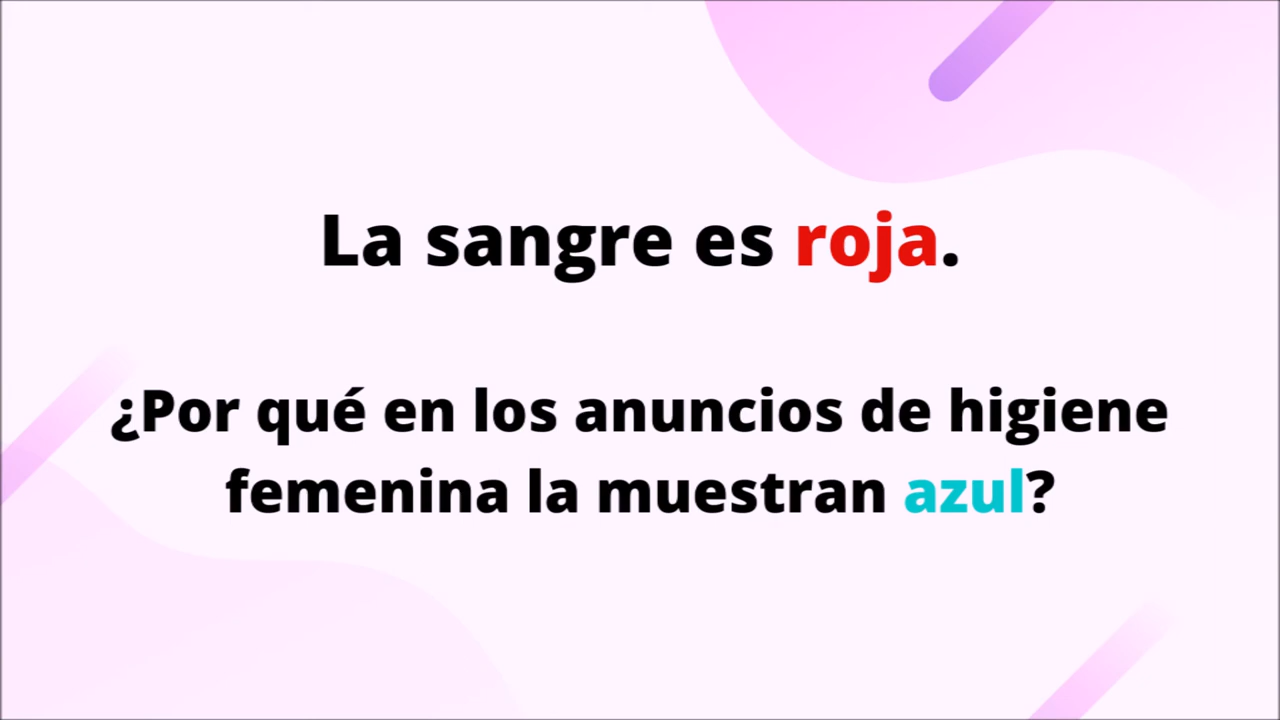 La sangre es roja.
¿Por qué en los anuncios de higiene
femenina la muestran azul?